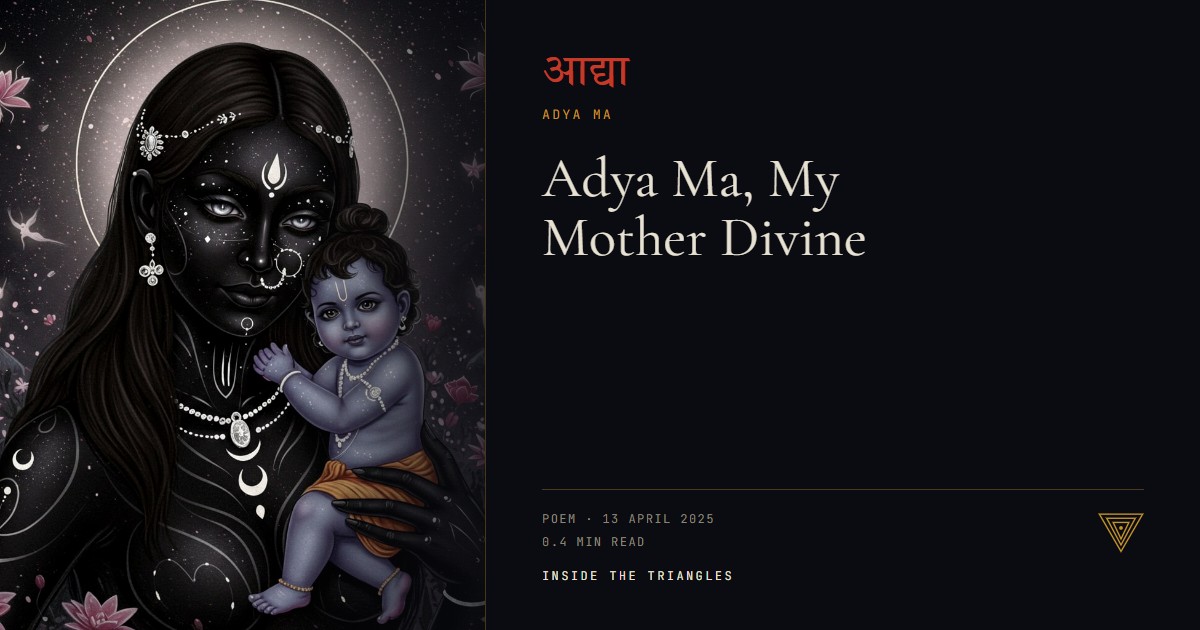 आद्या
ADYA MA
Adya Ma, My
Mother Divine
POEM · 13 APRIL 2025
0.4 MIN READ
INSIDE THE TRIANGLES